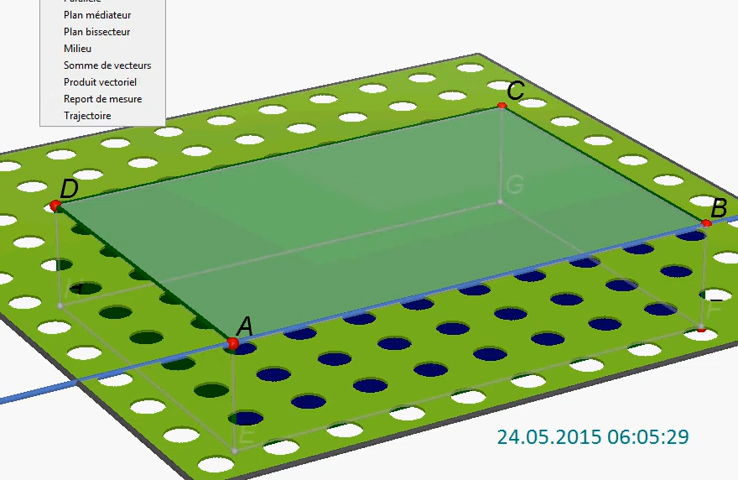 Plan médiateur
Plan bissecteur
Milieu
Somme de vecteurs
Produit vectoriel
Report de mesure
Trajectoire
C
D
G
B
A
F
E
24.05.2015 06:05:29